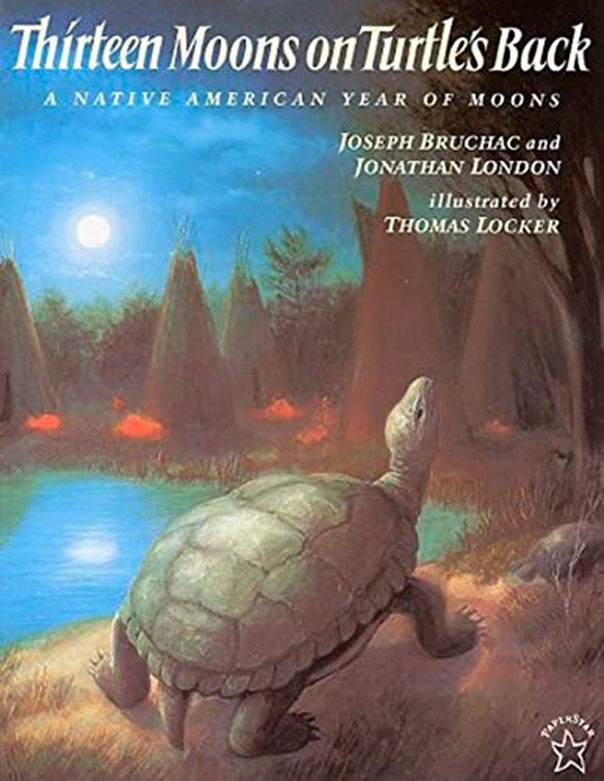 Thirteen Moons on Turtle's Back
A NATIVE AMERICAN YEAR OF MOONS
JOSEPH BRUCHAC and
JONATHAN LONDON
illustrated by
THOMAS LOCKER
PAPERSTAR